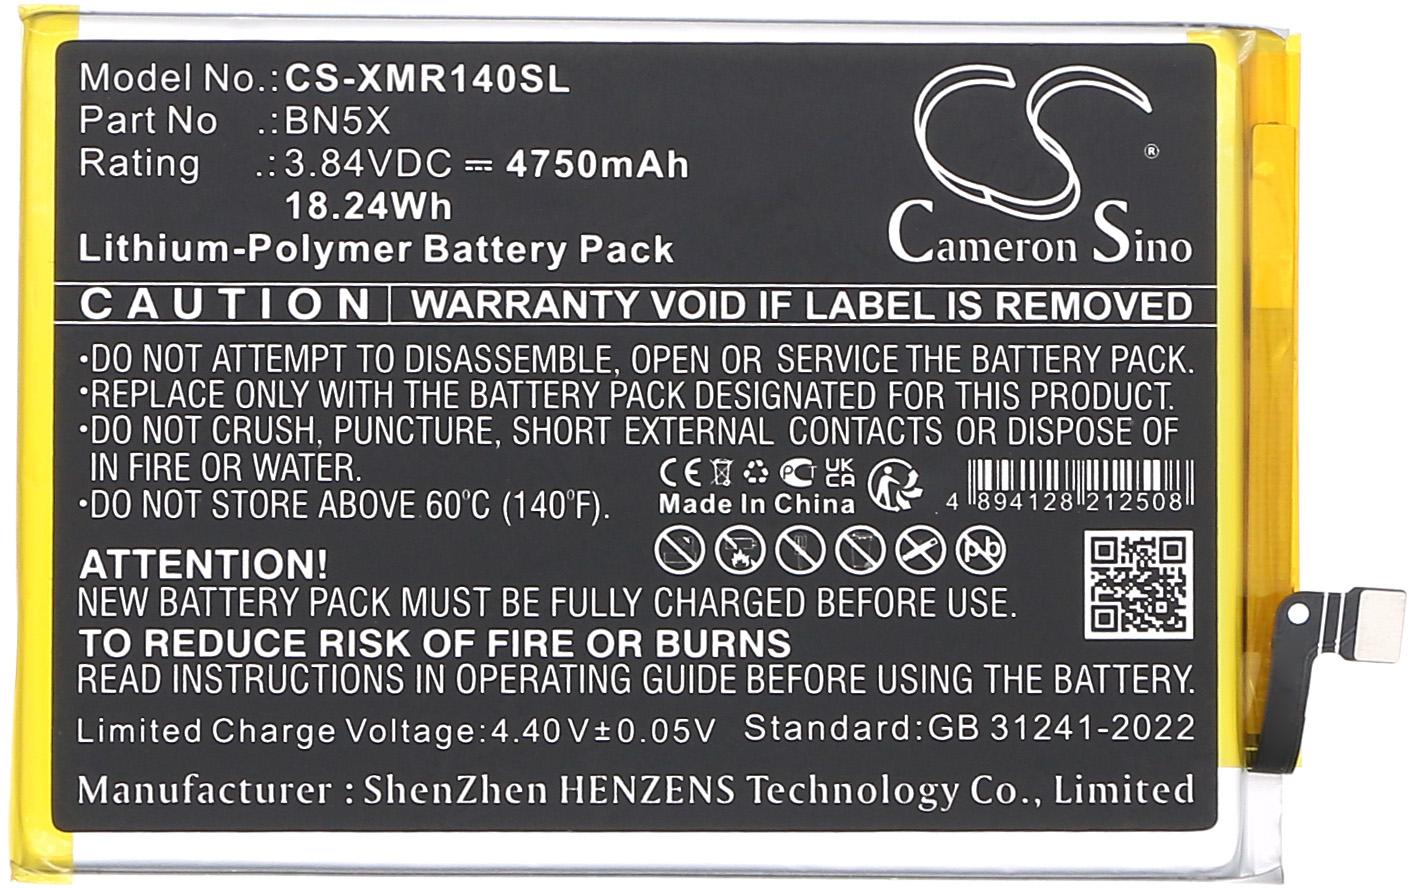 Model No.:CS-XMR140SL
Part No .:BN5X
Rating .:3.84VDC ⎓ 4750mAh
18.24Wh
Lithium-Polymer Battery Pack
®
Cameron Sino
CAUTION WARRANTY VOID IF LABEL IS REMOVED
•DO NOT ATTEMPT TO DISASSEMBLE, OPEN OR SERVICE THE BATTERY PACK.
•REPLACE ONLY WITH THE BATTERY PACK DESIGNATED FOR THIS PRODUCT.
•DO NOT CRUSH, PUNCTURE, SHORT EXTERNAL CONTACTS OR DISPOSE OF
IN FIRE OR WATER.
•DO NOT STORE ABOVE 60°C (140°F).
CE PCT UK CA
Made In China
4 894128 212508
Pb
ATTENTION!
NEW BATTERY PACK MUST BE FULLY CHARGED BEFORE USE.
TO REDUCE RISK OF FIRE OR BURNS
READ INSTRUCTIONS IN OPERATING GUIDE BEFORE USING THE BATTERY.
Limited Charge Voltage:4.40V±0.05V Standard:GB 31241-2022
Manufacturer : ShenZhen HENZENS Technology Co., Limited